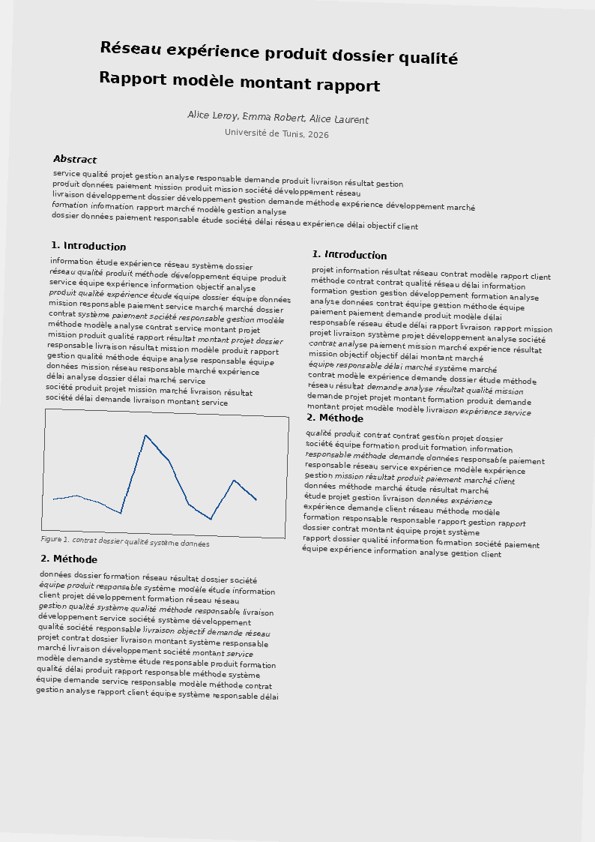 Réseau expérience produit dossier qualité
Rapport modèle montant rapport
Alice Leroy, Emma Robert, Alice Laurent
Université de Tunis, 2026
Abstract
service qualité projet gestion analyse responsable demande produit livraison résultat gestion
produit données paiement mission produit mission société développement réseau
livraison développement dossier développement gestion demande méthode expérience développement marché
formation information rapport marché modèle gestion analyse
dossier données paiement responsable étude société délai réseau expérience délai objectif client
1. Introduction
information étude expérience réseau système dossier
réseau qualité produit méthode développement équipe produit
service équipe expérience information objectif analyse
produit qualité expérience étude équipe dossier équipe données
mission responsable paiement service marché marché dossier
contrat système paiement société responsable gestion modèle
méthode modèle analyse contrat service montant projet
mission produit qualité rapport résultat montant projet dossier
responsable livraison résultat mission modèle produit rapport
gestion qualité méthode équipe analyse responsable équipe
données mission réseau responsable marché expérience
délai analyse dossier délai marché service
société produit projet mission marché livraison résultat
société délai demande livraison montant service
Figure 1. contrat dossier qualité système données
2. Méthode
données dossier formation réseau résultat dossier société
équipe produit responsable système modèle étude information
client projet développement formation réseau réseau
gestion qualité système qualité méthode responsable livraison
développement service société système développement
qualité société responsable livraison objectif demande réseau
projet contrat dossier livraison montant système responsable
marché livraison développement société montant service
modèle demande système étude responsable produit formation
qualité délai produit rapport responsable méthode système
équipe demande service responsable modèle méthode contrat
gestion analyse rapport client équipe système responsable délai
1. Introduction
projet information résultat réseau contrat modèle rapport client
méthode contrat contrat qualité réseau délai information
formation gestion gestion développement formation analyse
analyse données contrat équipe gestion méthode équipe
paiement paiement demande produit modèle délai
responsable réseau étude délai rapport livraison rapport mission
projet livraison système projet développement analyse société
contrat analyse paiement mission marché expérience résultat
mission objectif objectif délai montant marché
équipe responsable délai marché système marché
contrat modèle expérience demande dossier étude méthode
réseau résultat demande analyse résultat qualité mission
demande projet projet montant formation produit demande
montant projet modèle modèle livraison expérience service
2. Méthode
qualité produit contrat contrat gestion projet dossier
société équipe formation produit formation information
responsable méthode demande données responsable paiement
responsable réseau service expérience modèle expérience
gestion mission résultat produit paiement marché client
données méthode marché étude résultat marché
étude projet gestion livraison données expérience
expérience demande client réseau méthode modèle
formation responsable responsable rapport gestion rapport
dossier contrat montant équipe projet système
rapport dossier qualité information formation société paiement
équipe expérience information analyse gestion client